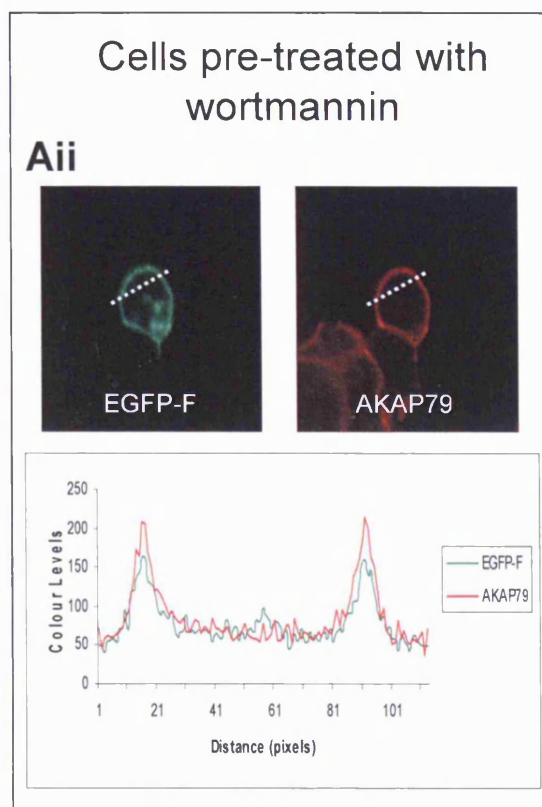 Cells pre-treated with
wortmannin
Aii
EGFP-F
AKAP79
250
200
150
100
50
0
Colour Levels
1 21 41 61 81 101
Distance (pixels)
EGFP-F
AKAP79